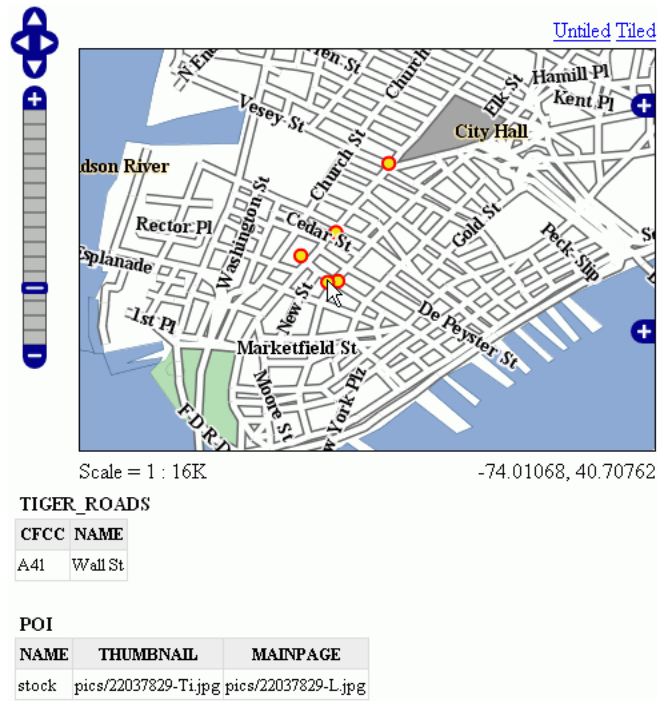 Untiled Tiled
Church
Hamill Pl
Elk St
Kent Pl
Vesey St
City Hall
dson River
Church St
Washington St
Rector Pl
Cedar St
Gold St
Peck Slip
Esplanade
New St
1st Pl
De Peyster St
Marketfield St
Moore St
w York Plz
F D R D
Scale = 1 : 16K
-74.01068, 40.70762
TIGER_ROADS
CFCC NAME
A41 Wall St
POI
NAME THUMBNAIL MAINPAGE
stock pics/22037829-Ti.jpg pics/22037829-L.jpg